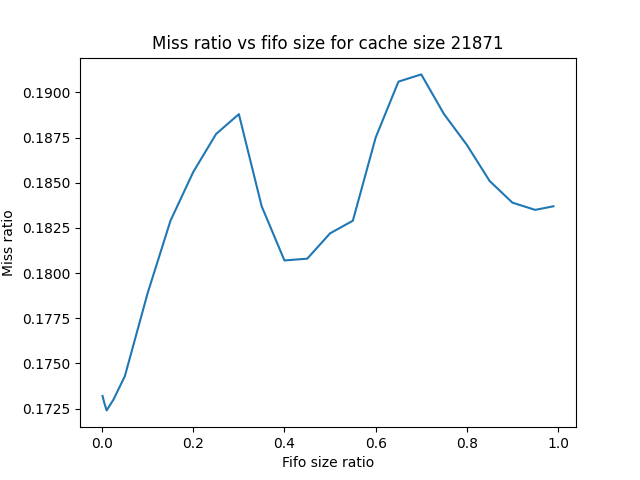 Miss ratio vs fifo size for cache size 21871
Miss ratio
0.1900
0.1875
0.1850
0.1825
0.1800
0.1775
0.1750
0.1725
0.0 0.2 0.4 0.6 0.8 1.0
Fifo size ratio